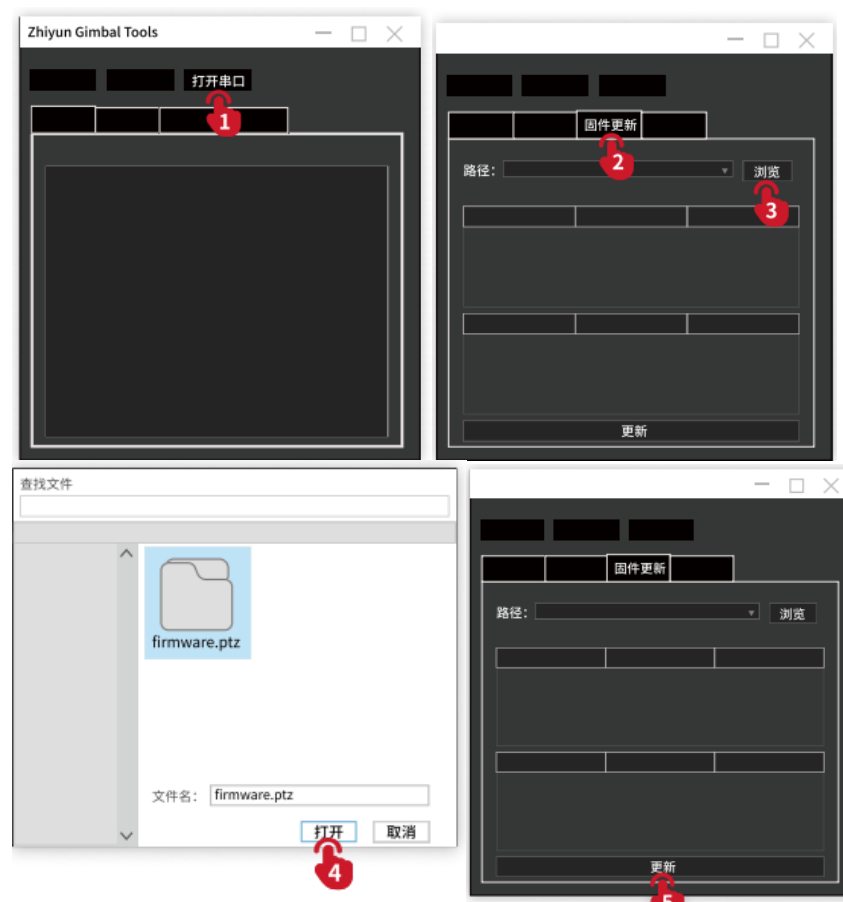 Zhiyun Gimbal Tools
打开串口
1
固件更新
2
路径:
浏览
3
更新
查找文件
firmware.ptz
文件名: firmware.ptz
打开 取消
4
固件更新
路径:
浏览
更新
5